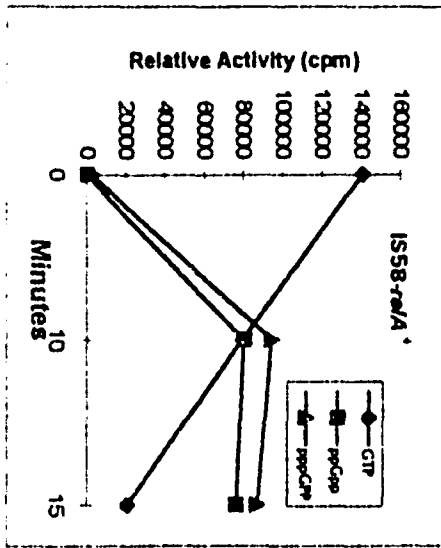 IS58-relA+
Relative Activity (cpm)
160000
140000
120000
100000
80000
60000
40000
20000
0
0
10
15
Minutes
GTP
ppGpp
pppGPP